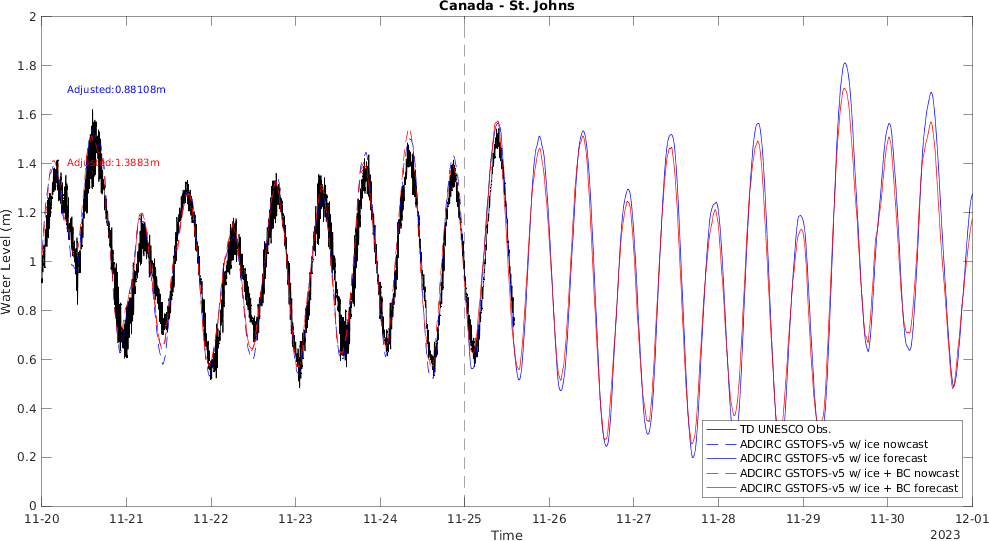 Canada - St. Johns
2
1.8
1.6
1.4
1.2
1
0.8
0.6
0.4
0.2
0
Water Level (m)
Adjusted:0.88108m
Adjusted:1.3883m
TD UNESCO Obs.
ADCIRC GSTOFS-v5 w/ ice nowcast
ADCIRC GSTOFS-v5 w/ ice forecast
ADCIRC GSTOFS-v5 w/ ice + BC nowcast
ADCIRC GSTOFS-v5 w/ ice + BC forecast
11-20 11-21 11-22 11-23 11-24 11-25 11-26 11-27 11-28 11-29 11-30 12-01
Time
2023